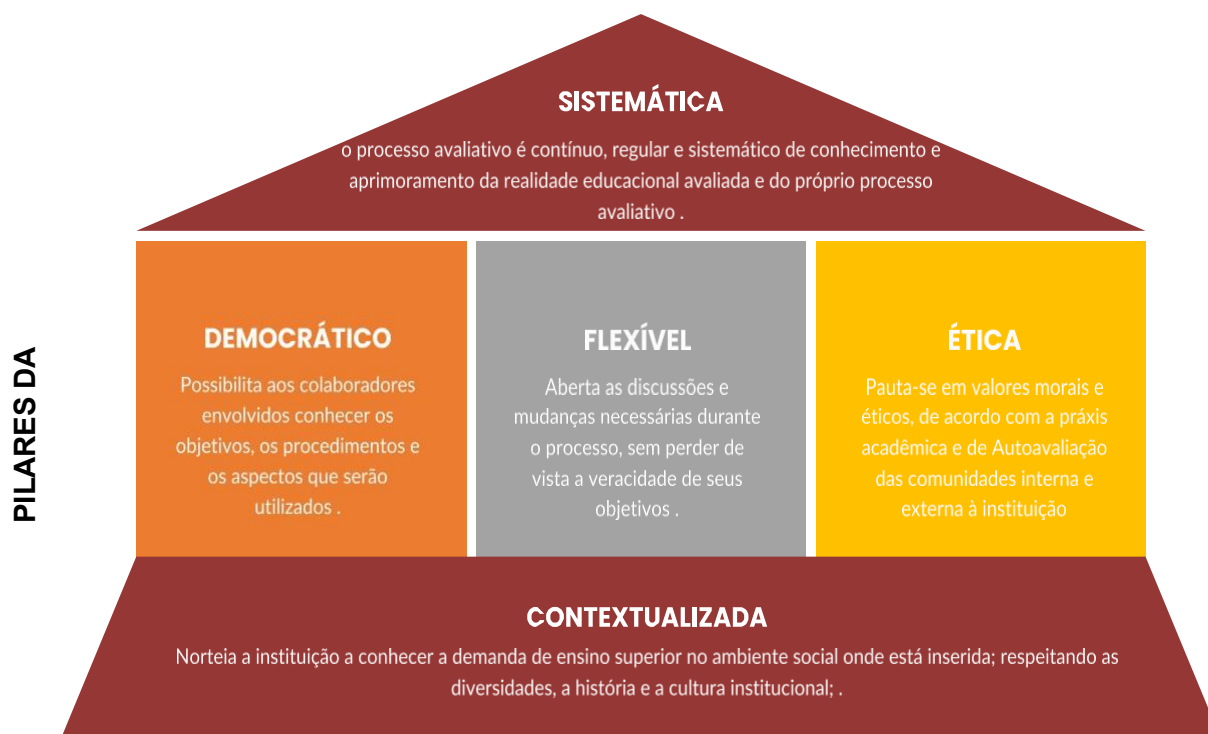 SISTEMÁTICA
o processo avaliativo é contínuo, regular e sistemático de conhecimento e
aprimoramento da realidade educacional avaliada e do próprio processo
avaliativo .
PILARES DA
DEMOCRÁTICO
Possibilita aos colaboradores
envolvidos conhecer os
objetivos, os procedimentos e
os aspectos que serão
utilizados .
FLEXÍVEL
Aberta as discussões e
mudanças necessárias durante
o processo, sem perder de
vista a veracidade de seus
objetivos .
ÉTICA
Pauta-se em valores morais e
éticos, de acordo com a práxis
acadêmica e de Autoavaliação
das comunidades interna e
externa à instituição
CONTEXTUALIZADA
Norteia a instituição a conhecer a demanda de ensino superior no ambiente social onde está inserida; respeitando as
diversidades, a história e a cultura institucional; .